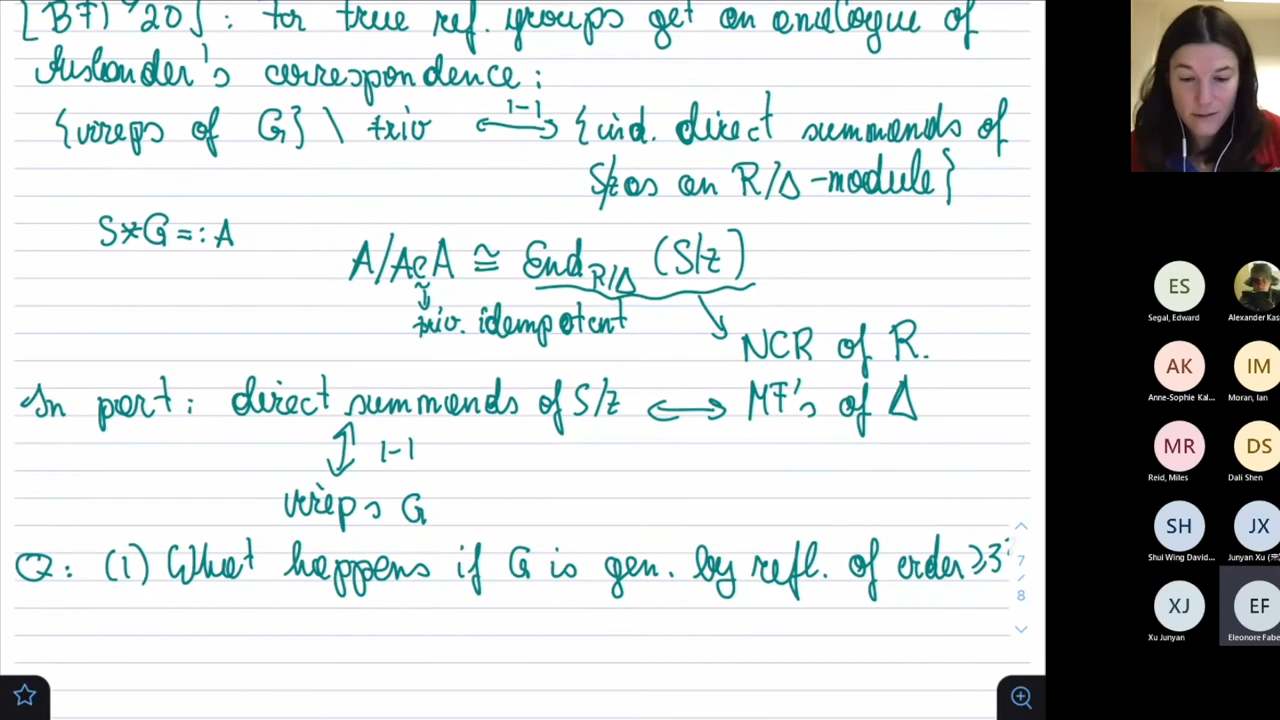 [BFI '20]: for true ref. groups get an analogue of
Auslander's correspondence:
{irreps of G} \ triv ⟷ 1-1 {ind. direct summands of
S/z as an R/Δ-module}
S*G =: A
A/AeA ≅ End_{R/Δ} (S/z)
triv. idempotent
NCR of R.
In part: direct summands of S/z ⟷ MF's of Δ
↕ 1-1
irreps G
Q: (1) What happens if G is gen. by refl. of order ≥3?
7
/
8
ES
Segal, Edward
Alexander Kas...
AK
Anne-Sophie Kal...
IM
Moran, Ian
MR
Reid, Miles
DS
Dali Shen
SH
Shui Wing David...
JX
Junyan Xu
XJ
Xu Junyan
EF
Eleonore Fabe